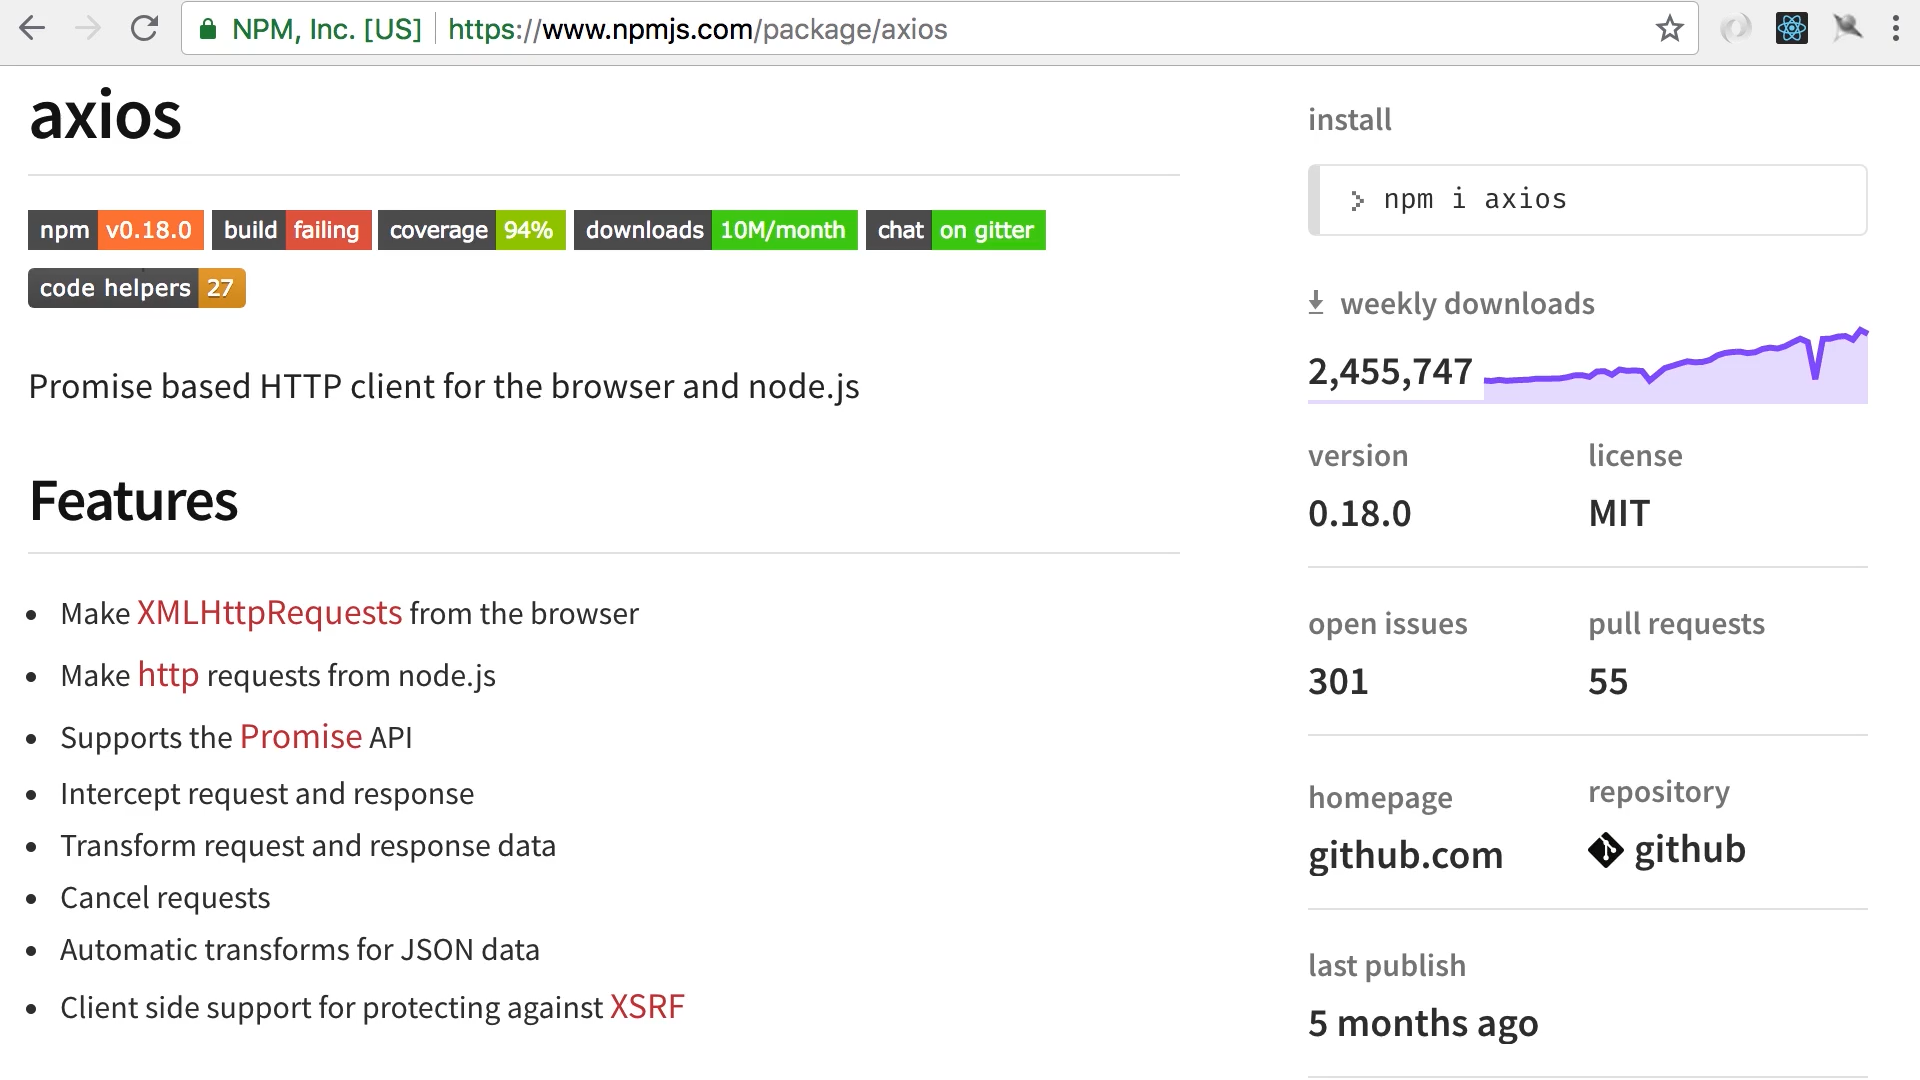 NPM, Inc. [US] https://www.npmjs.com/package/axios
axios
npm v0.18.0 build failing coverage 94% downloads 10M/month chat on gitter
code helpers 27
Promise based HTTP client for the browser and node.js
Features
Make XMLHttpRequests from the browser
Make http requests from node.js
Supports the Promise API
Intercept request and response
Transform request and response data
Cancel requests
Automatic transforms for JSON data
Client side support for protecting against XSRF
install
npm i axios
weekly downloads
2,455,747
version license
0.18.0 MIT
open issues pull requests
301 55
homepage repository
github.com github
last publish
5 months ago